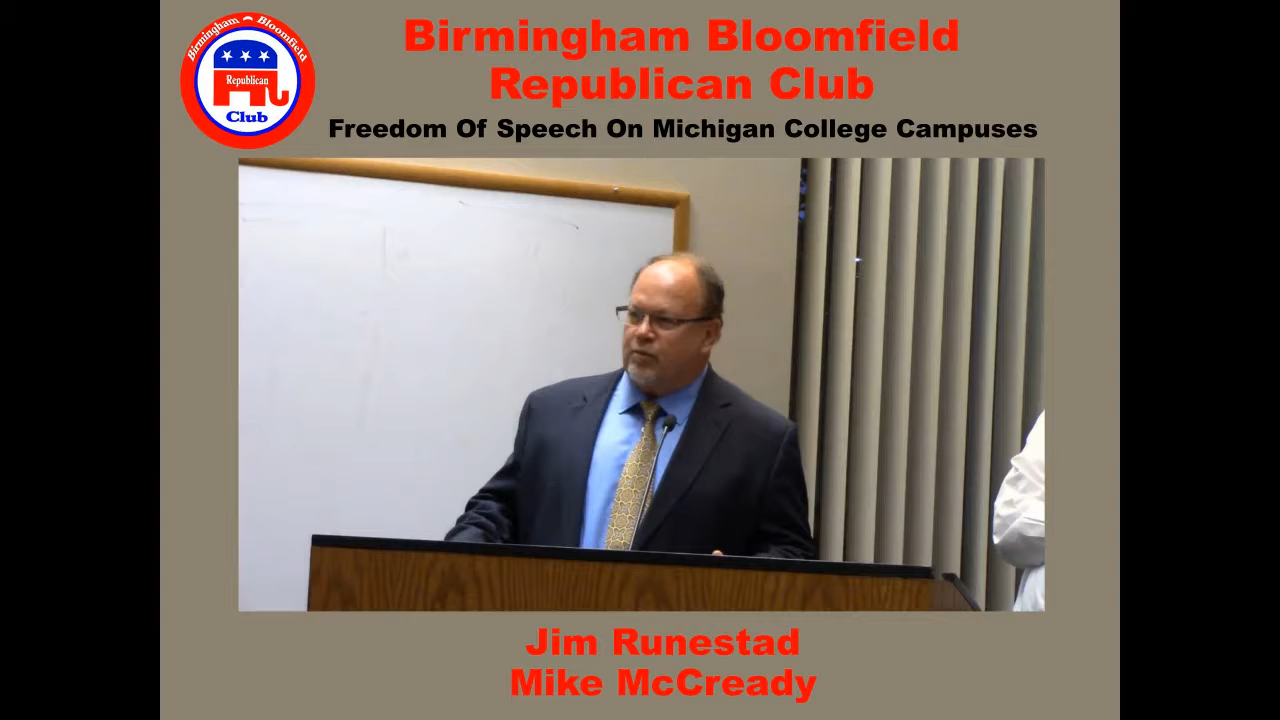 Birmingham Bloomfield
Republican
Club
Birmingham Bloomfield
Republican Club
Freedom Of Speech On Michigan College Campuses
Jim Runestad
Mike McCready